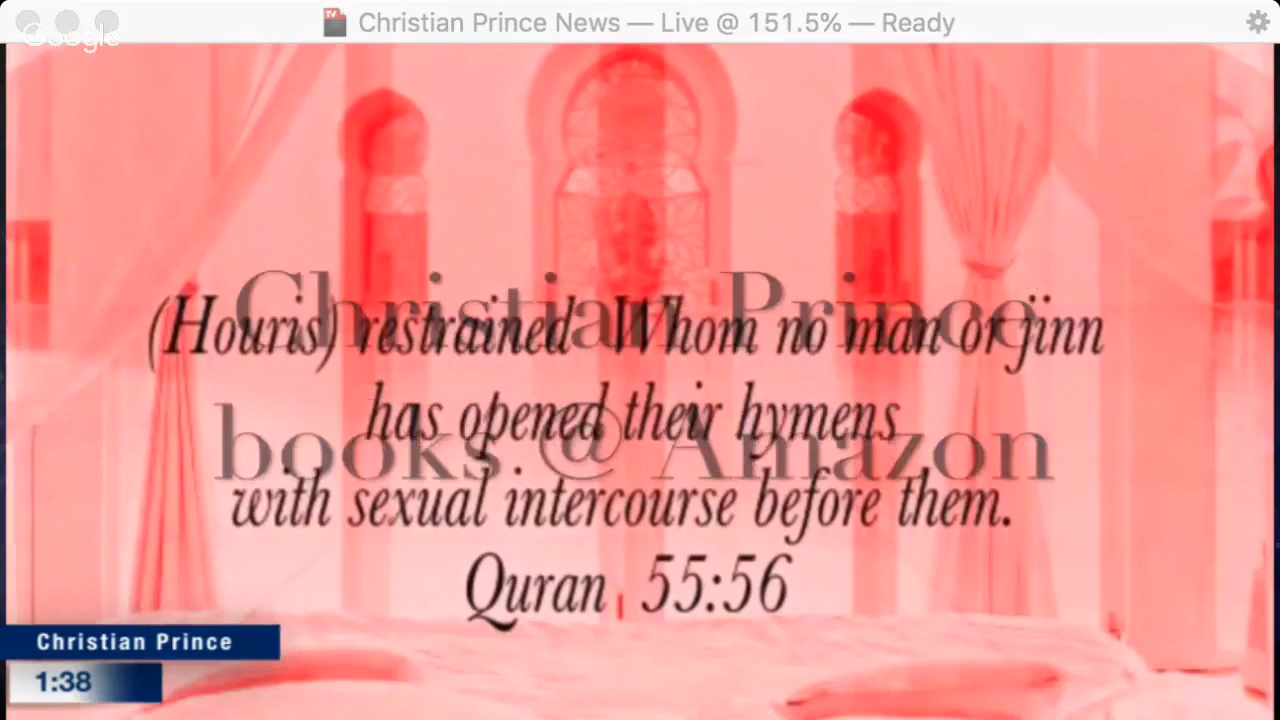 Christian Prince News — Live @ 151.5% — Ready
Google
Christian Prince
(Houris) restrained Whom no man or jinn
has opened their hymens
books @ Amazon
with sexual intercourse before them.
Quran 55:56
Christian Prince
1:38
TV